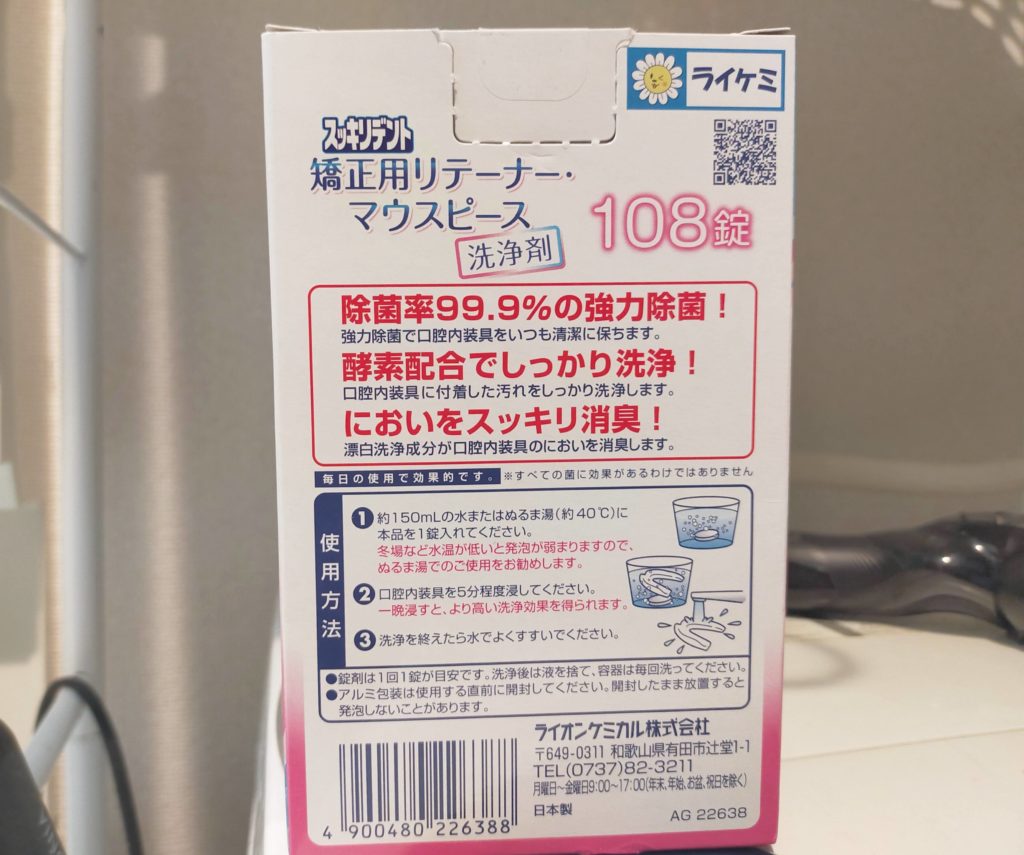 ライケミ
スッキリデント
矯正用リテーナー・
マウスピース
洗浄剤
108錠
除菌率99.9%の強力除菌！
強力除菌で口腔内装具をいつも清潔に保ちます。
酵素配合でしっかり洗浄！
口腔内装具に付着した汚れをしっかり洗浄します。
においをスッキリ消臭！
漂白洗浄成分が口腔内装具のにおいを消臭します。
毎日の使用で効果的です。 ※すべての菌に効果があるわけではありません
使用方法
1 約150mLの水またはぬるま湯(約40℃)に
本品を1錠入れてください。
冬場など水温が低いと発泡が弱まりますので、
ぬるま湯でのご使用をお勧めします。
2 口腔内装具を5分程度浸してください。
一晩浸すと、より高い洗浄効果を得られます。
3 洗浄を終えたら水でよくすすいでください。
●錠剤は1回1錠が目安です。洗浄後は液を捨て、容器は毎回洗ってください。
●アルミ包装は使用する直前に開封してください。開封したまま放置すると
発泡しないことがあります。
ライオンケミカル株式会社
〒649-0311 和歌山県有田市辻堂1-1
TEL(0737)82-3211
月曜日～金曜日9:00～17:00(年末、年始、お盆、祝日を除く)
日本製
AG 22638
4 900480 226388